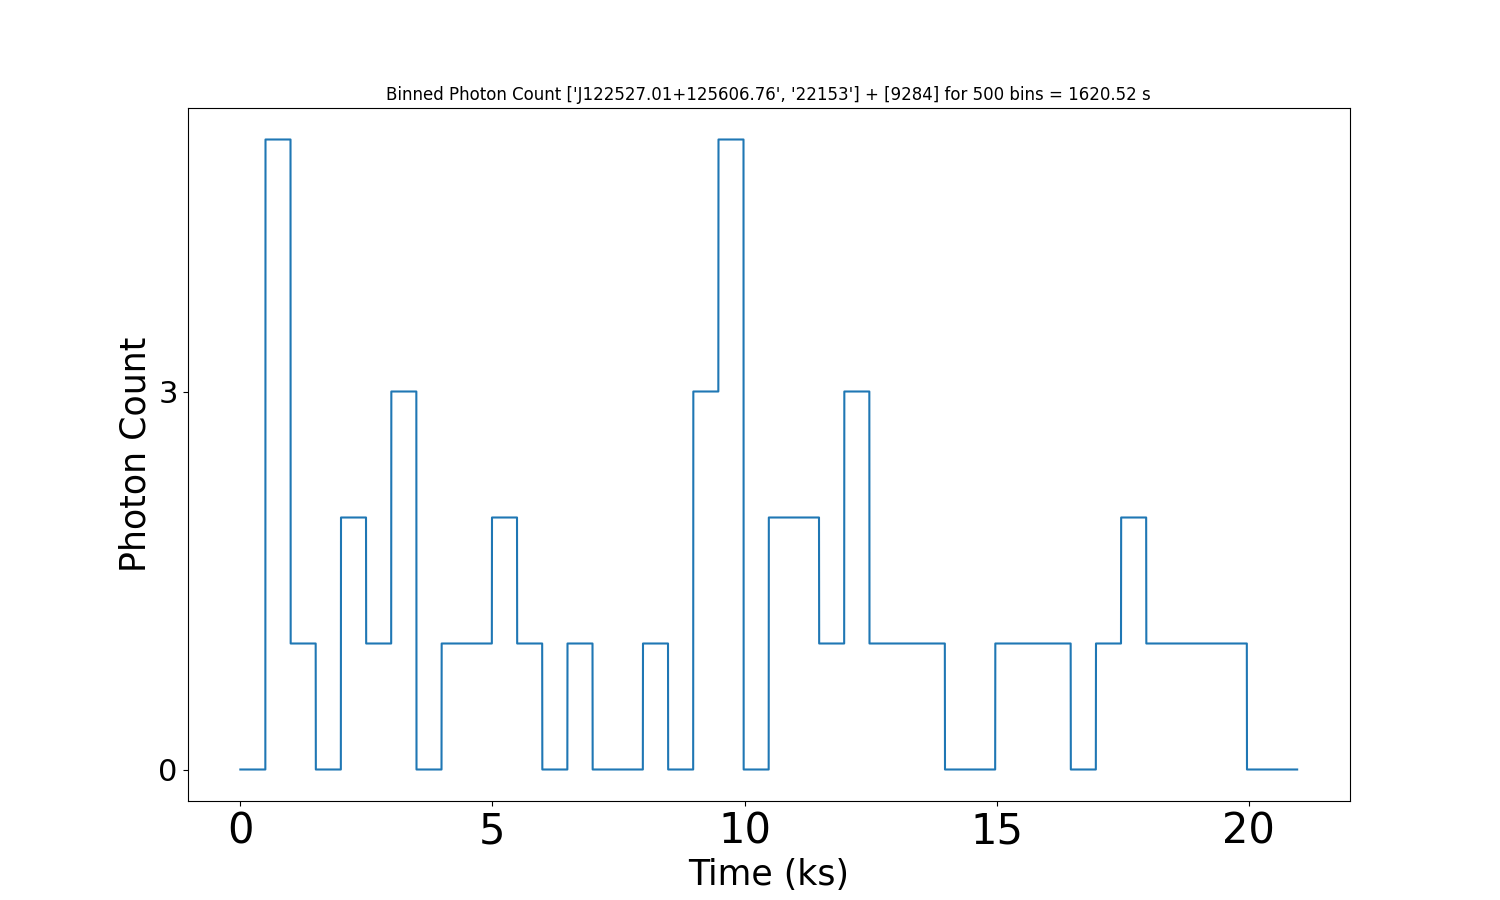 Binned Photon Count ['J122527.01+125606.76', '22153'] + [9284] for 500 bins = 1620.52 s
Photon Count
3
0
0 5 10 15 20
Time (ks)